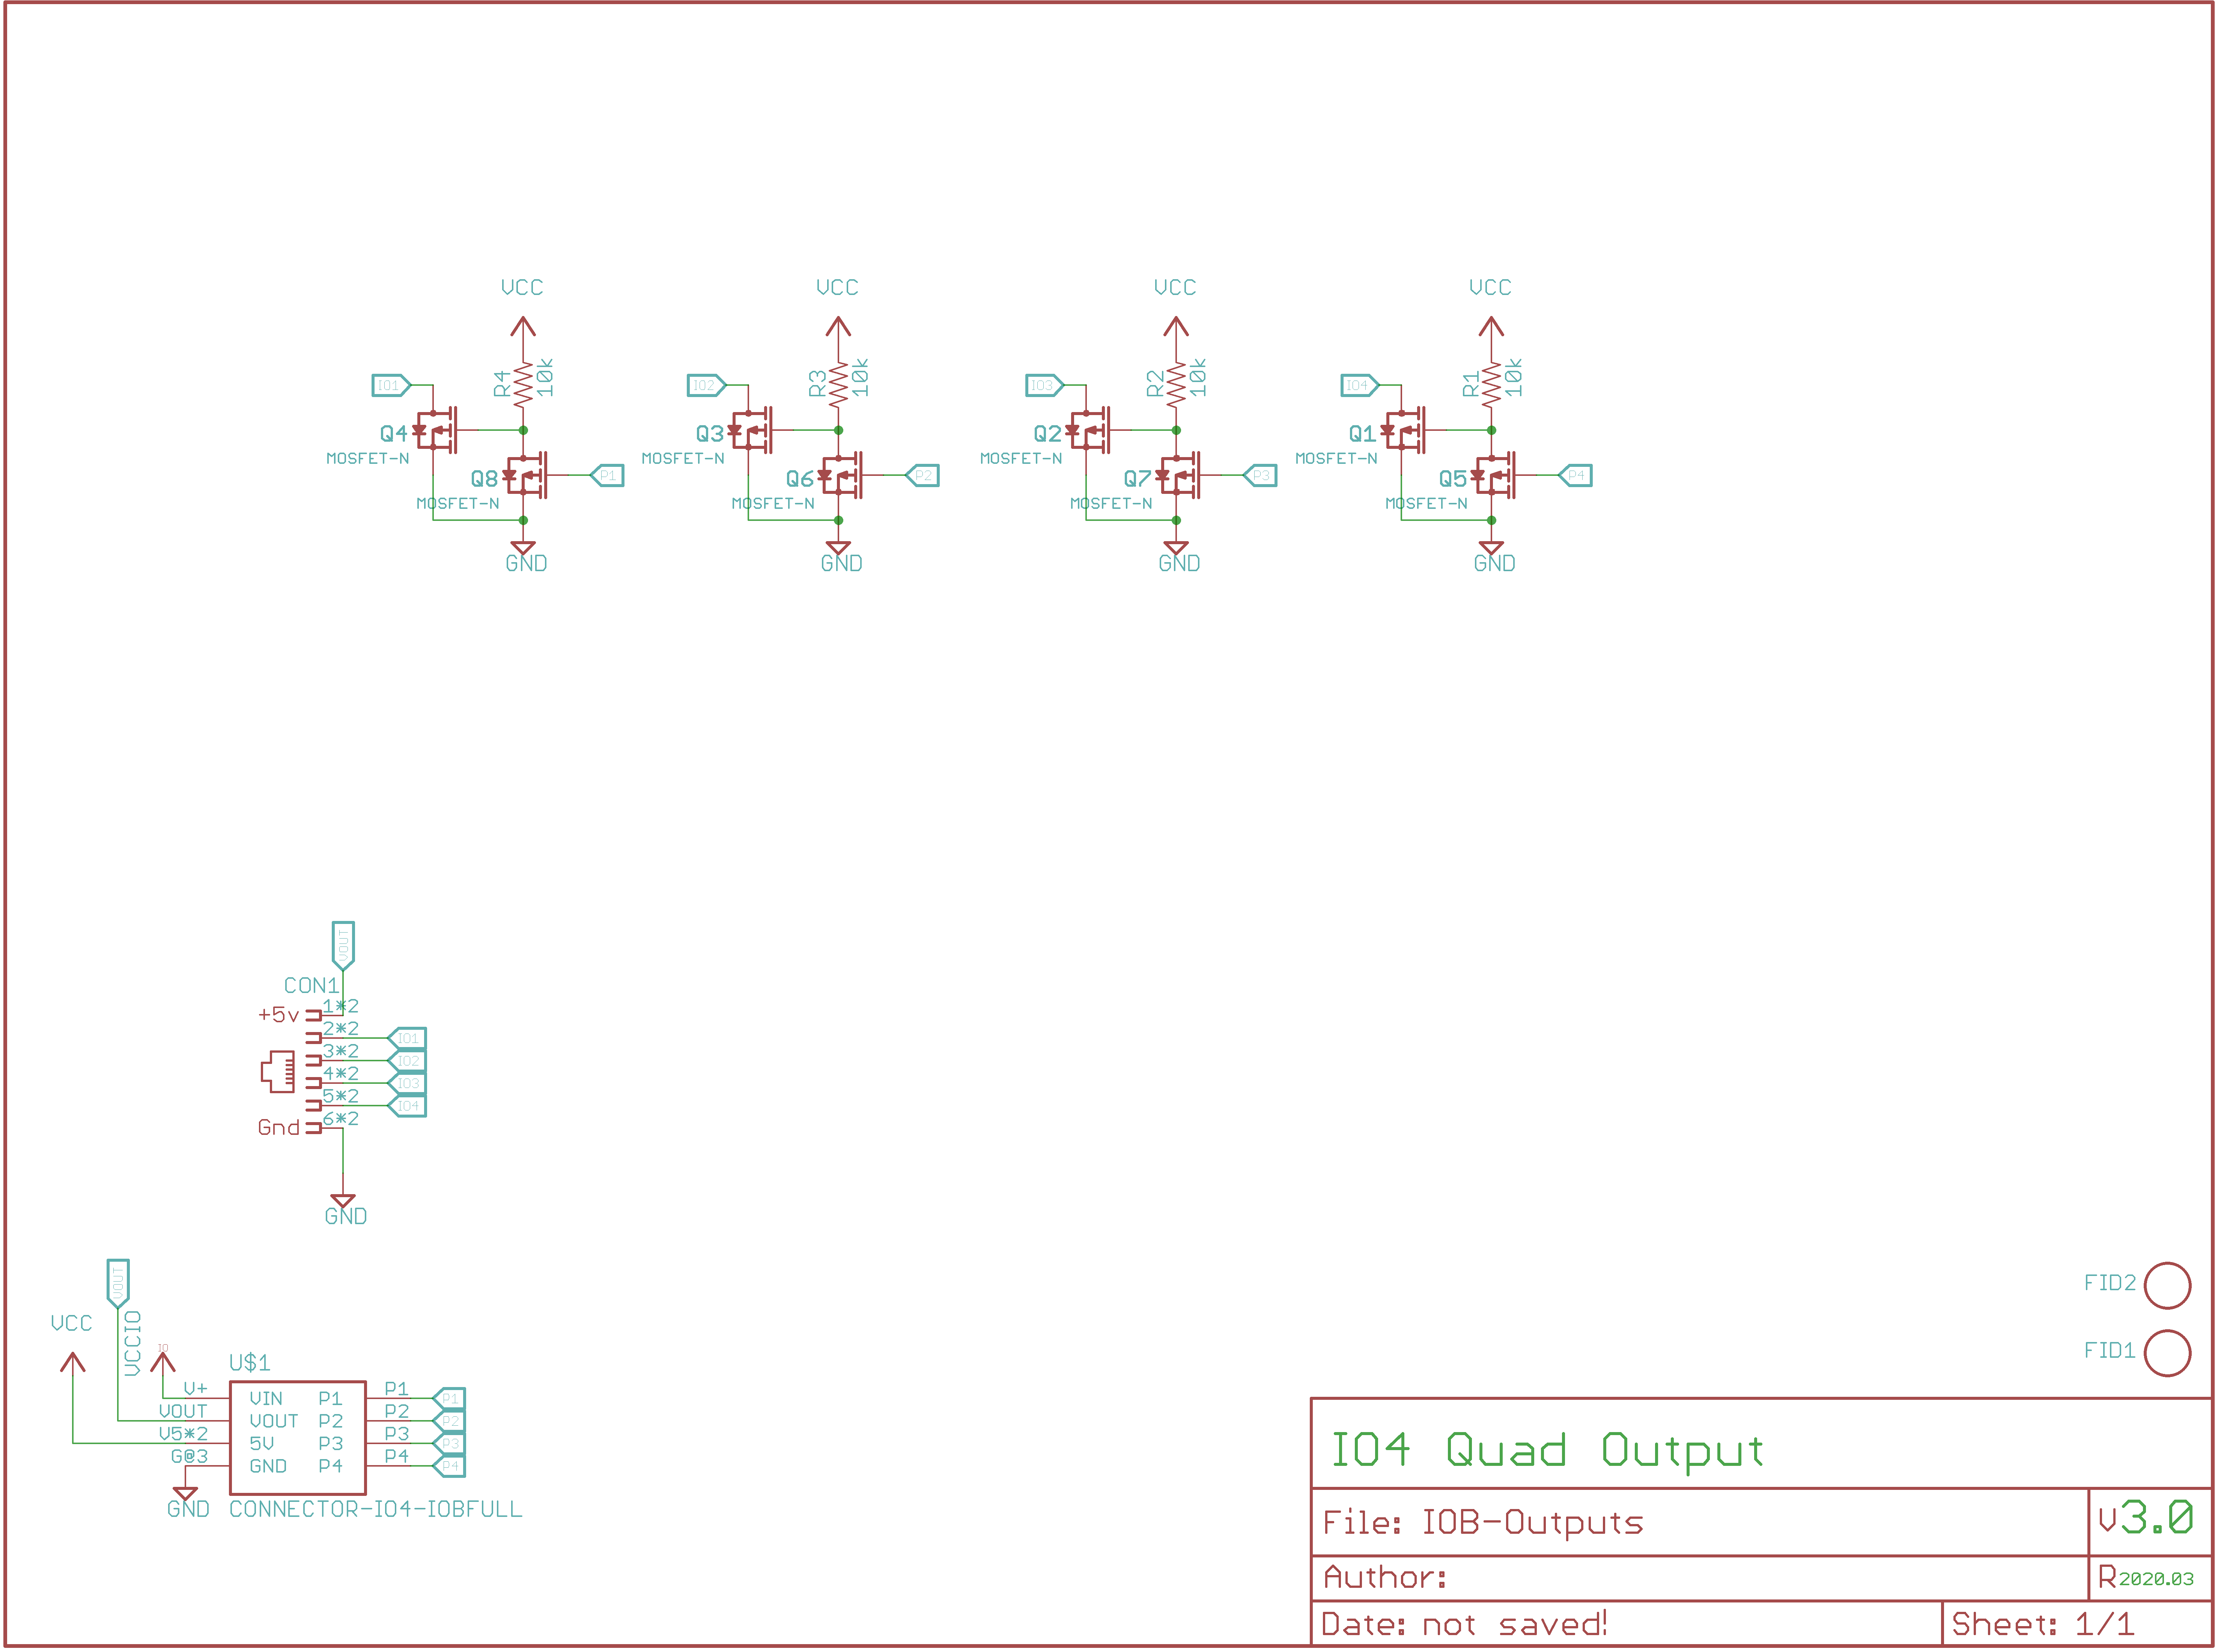 VCC VCC VCC VCC
IO1 R4 10k IO2 R3 10k IO3 R2 10k IO4 R1 10k
Q4 Q3 Q2 Q1
MOSFET-N MOSFET-N MOSFET-N MOSFET-N
Q8 P1 Q6 P2 Q7 P3 Q5 P4
MOSFET-N MOSFET-N MOSFET-N MOSFET-N
GND GND GND GND
VOUT
CON1
+5v 1*2
2*2 IO1
3*2 IO2
4*2 IO3
5*2 IO4
Gnd 6*2
GND
VOUT
VCC VCCIO IO
U$1
V+ VIN P1 P1 P1
VOUT VOUT P2 P2 P2
V5*2 5V P3 P3 P3
G@3 GND P4 P4 P4
GND CONNECTOR-IO4-IOBFULL
FID2
FID1
IO4 Quad Output
File: IOB-Outputs V3.0
Author: R2020.03
Date: not saved! Sheet: 1/1